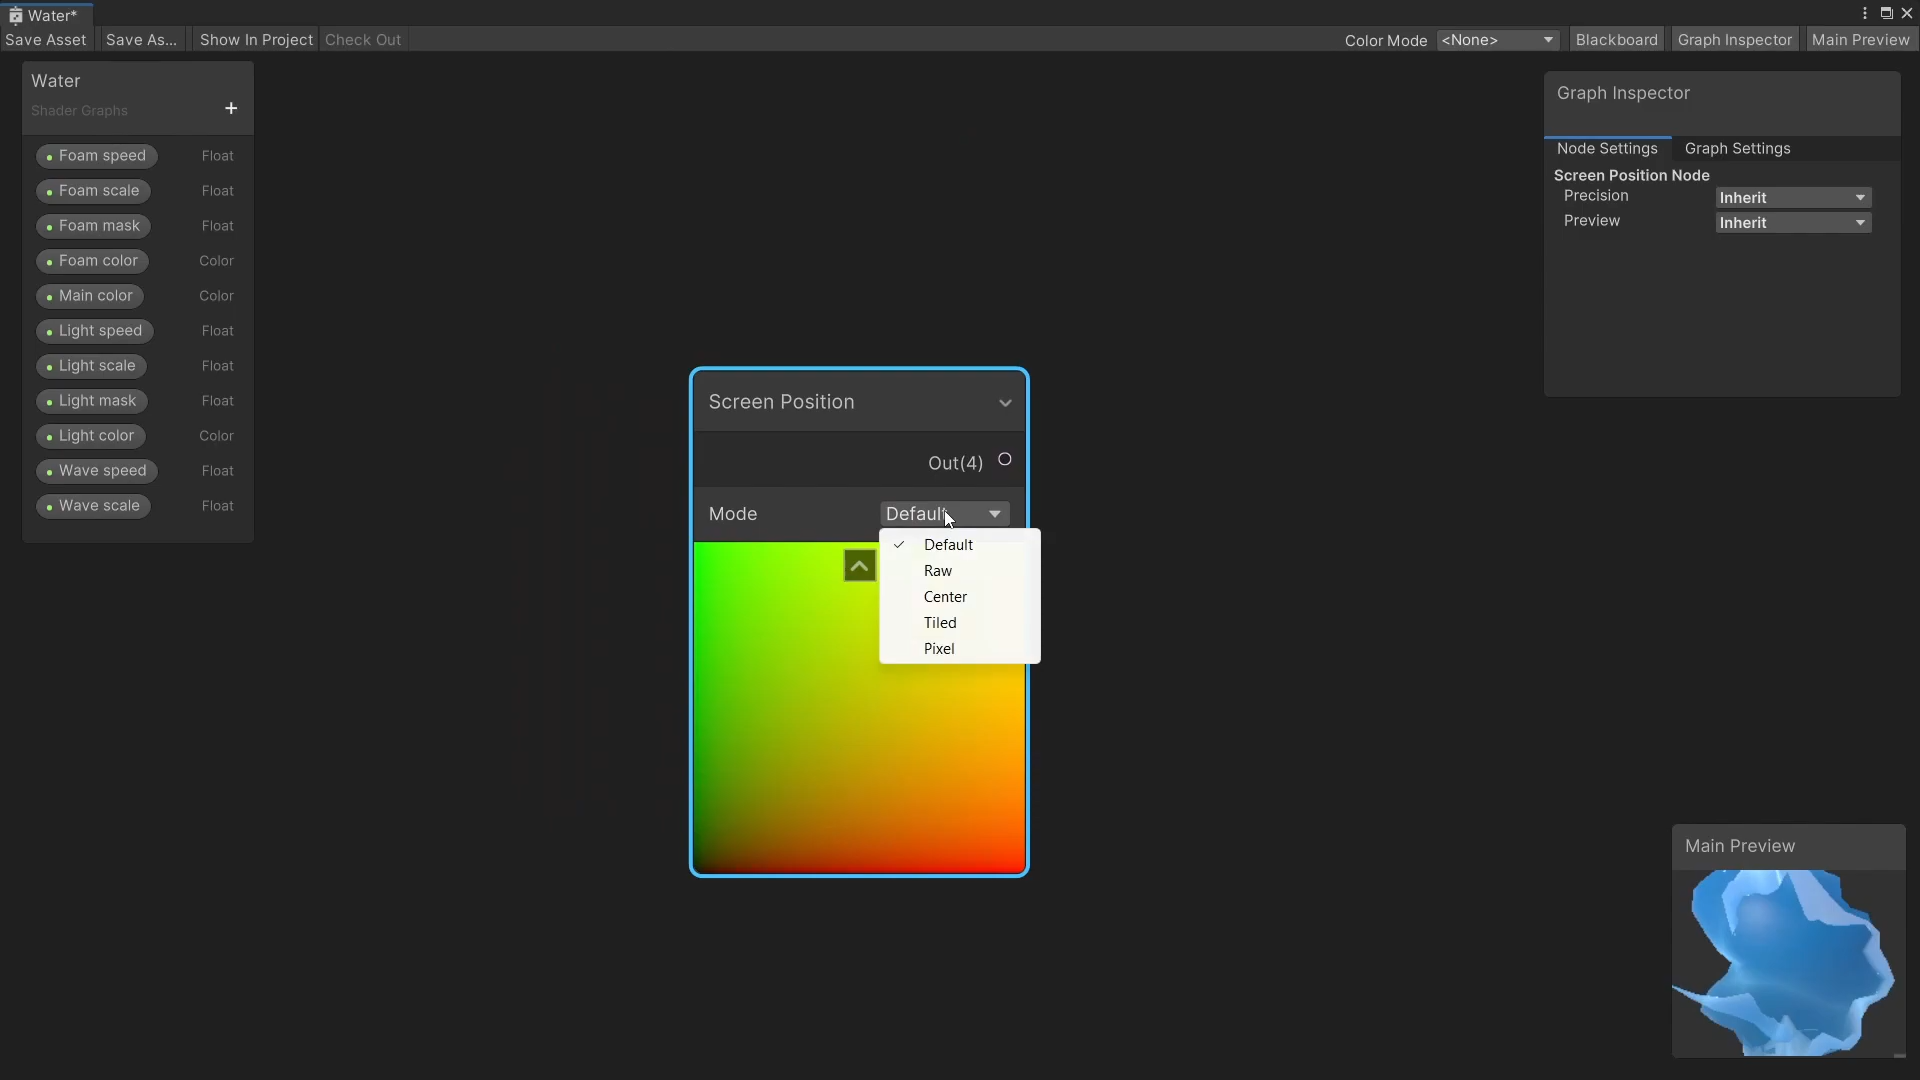 Water*
Save Asset
Save As...
Show In Project
Check Out
Color Mode
<None>
Blackboard
Graph Inspector
Main Preview
Water
Shader Graphs
+
Foam speed Float
Foam scale Float
Foam mask Float
Foam color Color
Main color Color
Light speed Float
Light scale Float
Light mask Float
Light color Color
Wave speed Float
Wave scale Float
Screen Position
Out(4)
Mode Default
Default
Raw
Center
Tiled
Pixel
Graph Inspector
Node Settings Graph Settings
Screen Position Node
Precision Inherit
Preview Inherit
Main Preview